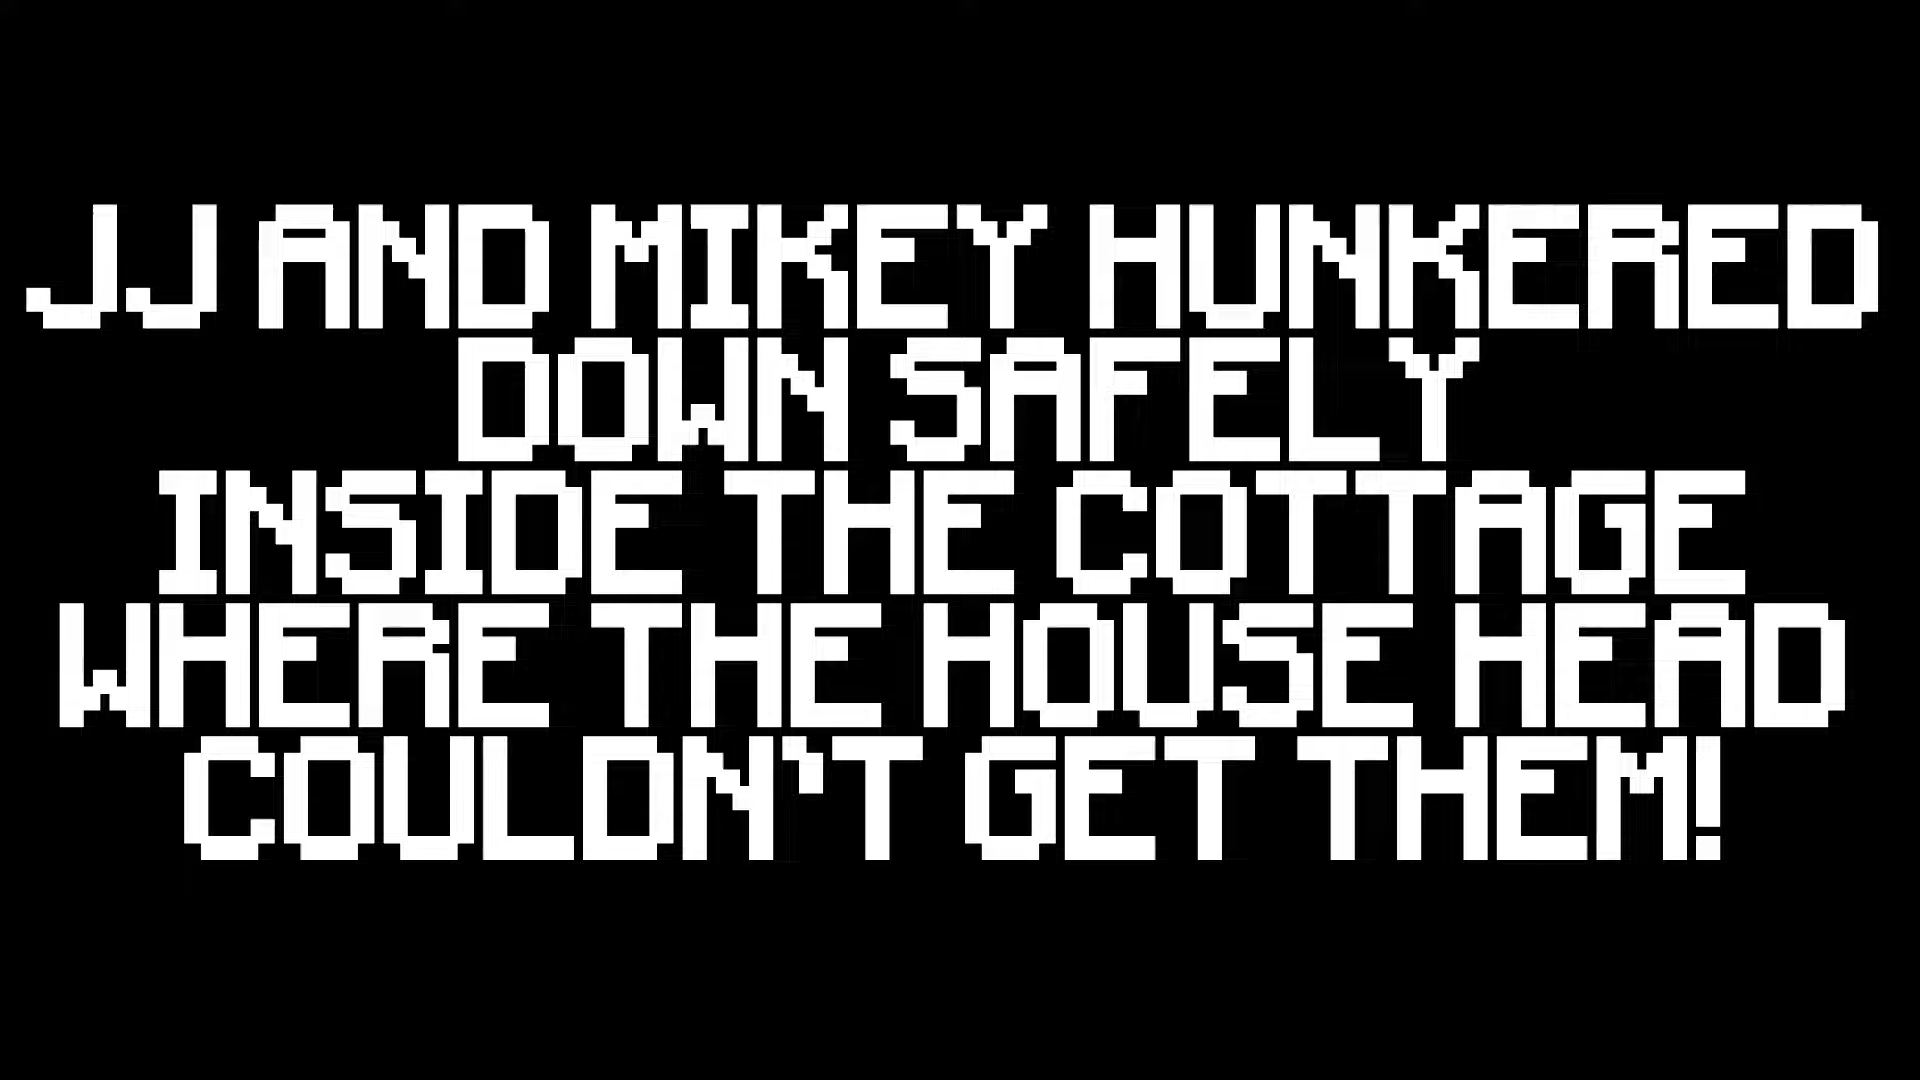 JJ AND MIKEY HUNKERED
DOWN SAFELY
INSIDE THE COTTAGE
WHERE THE HOUSE HEAD
COULDN'T GET THEM!